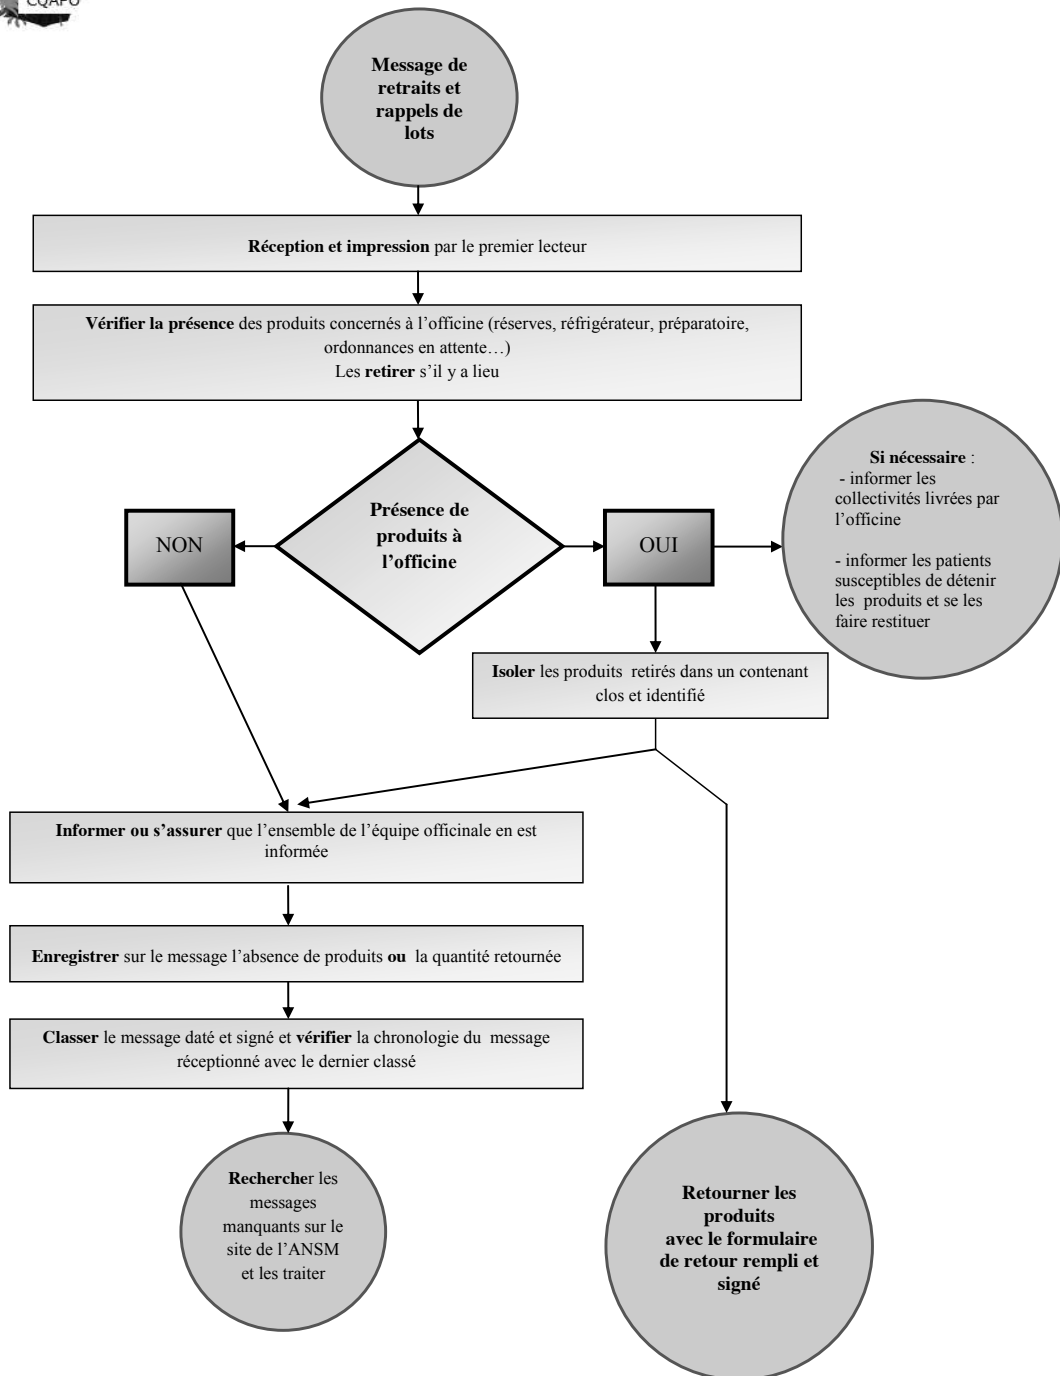 CQAPO
Message de
retraits et
rappels de
lots
Réception et impression par le premier lecteur
Vérifier la présence des produits concernés à l’officine (réserves, réfrigérateur, préparatoire,
ordonnances en attente…)
Les retirer s’il y a lieu
Présence de
produits à
l’officine
NON
OUI
Si nécessaire :
- informer les
collectivités livrées par
l’officine
- informer les patients
susceptibles de détenir
les produits et se les
faire restituer
Isoler les produits retirés dans un contenant
clos et identifié
Informer ou s’assurer que l’ensemble de l’équipe officinale en est
informée
Enregistrer sur le message l’absence de produits ou la quantité retournée
Classer le message daté et signé et vérifier la chronologie du message
réceptionné avec le dernier classé
Rechercher les
messages
manquants sur le
site de l’ANSM
et les traiter
Retourner les
produits
avec le formulaire
de retour rempli et
signé